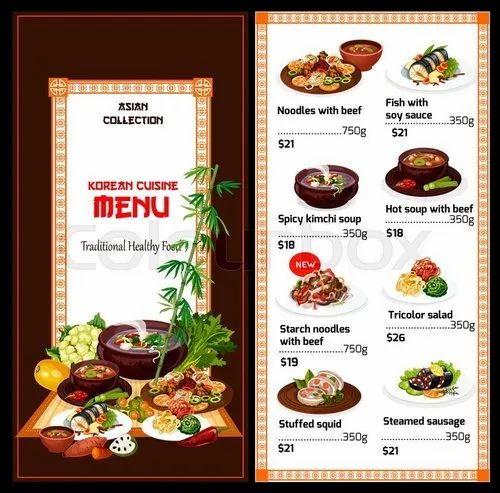 ASIAN
COLLECTION
KOREAN CUISINE
MENU
Traditional Healthy Food
colourbox
Noodles with beef
750g
$21
Fish with
soy sauce
350g
$21
Spicy kimchi soup
350g
$18
Hot soup with beef
350g
$18
NEW
Starch noodles
with beef
750g
$19
Tricolor salad
350g
$26
Stuffed squid
350g
$21
Steamed sausage
350g
$21